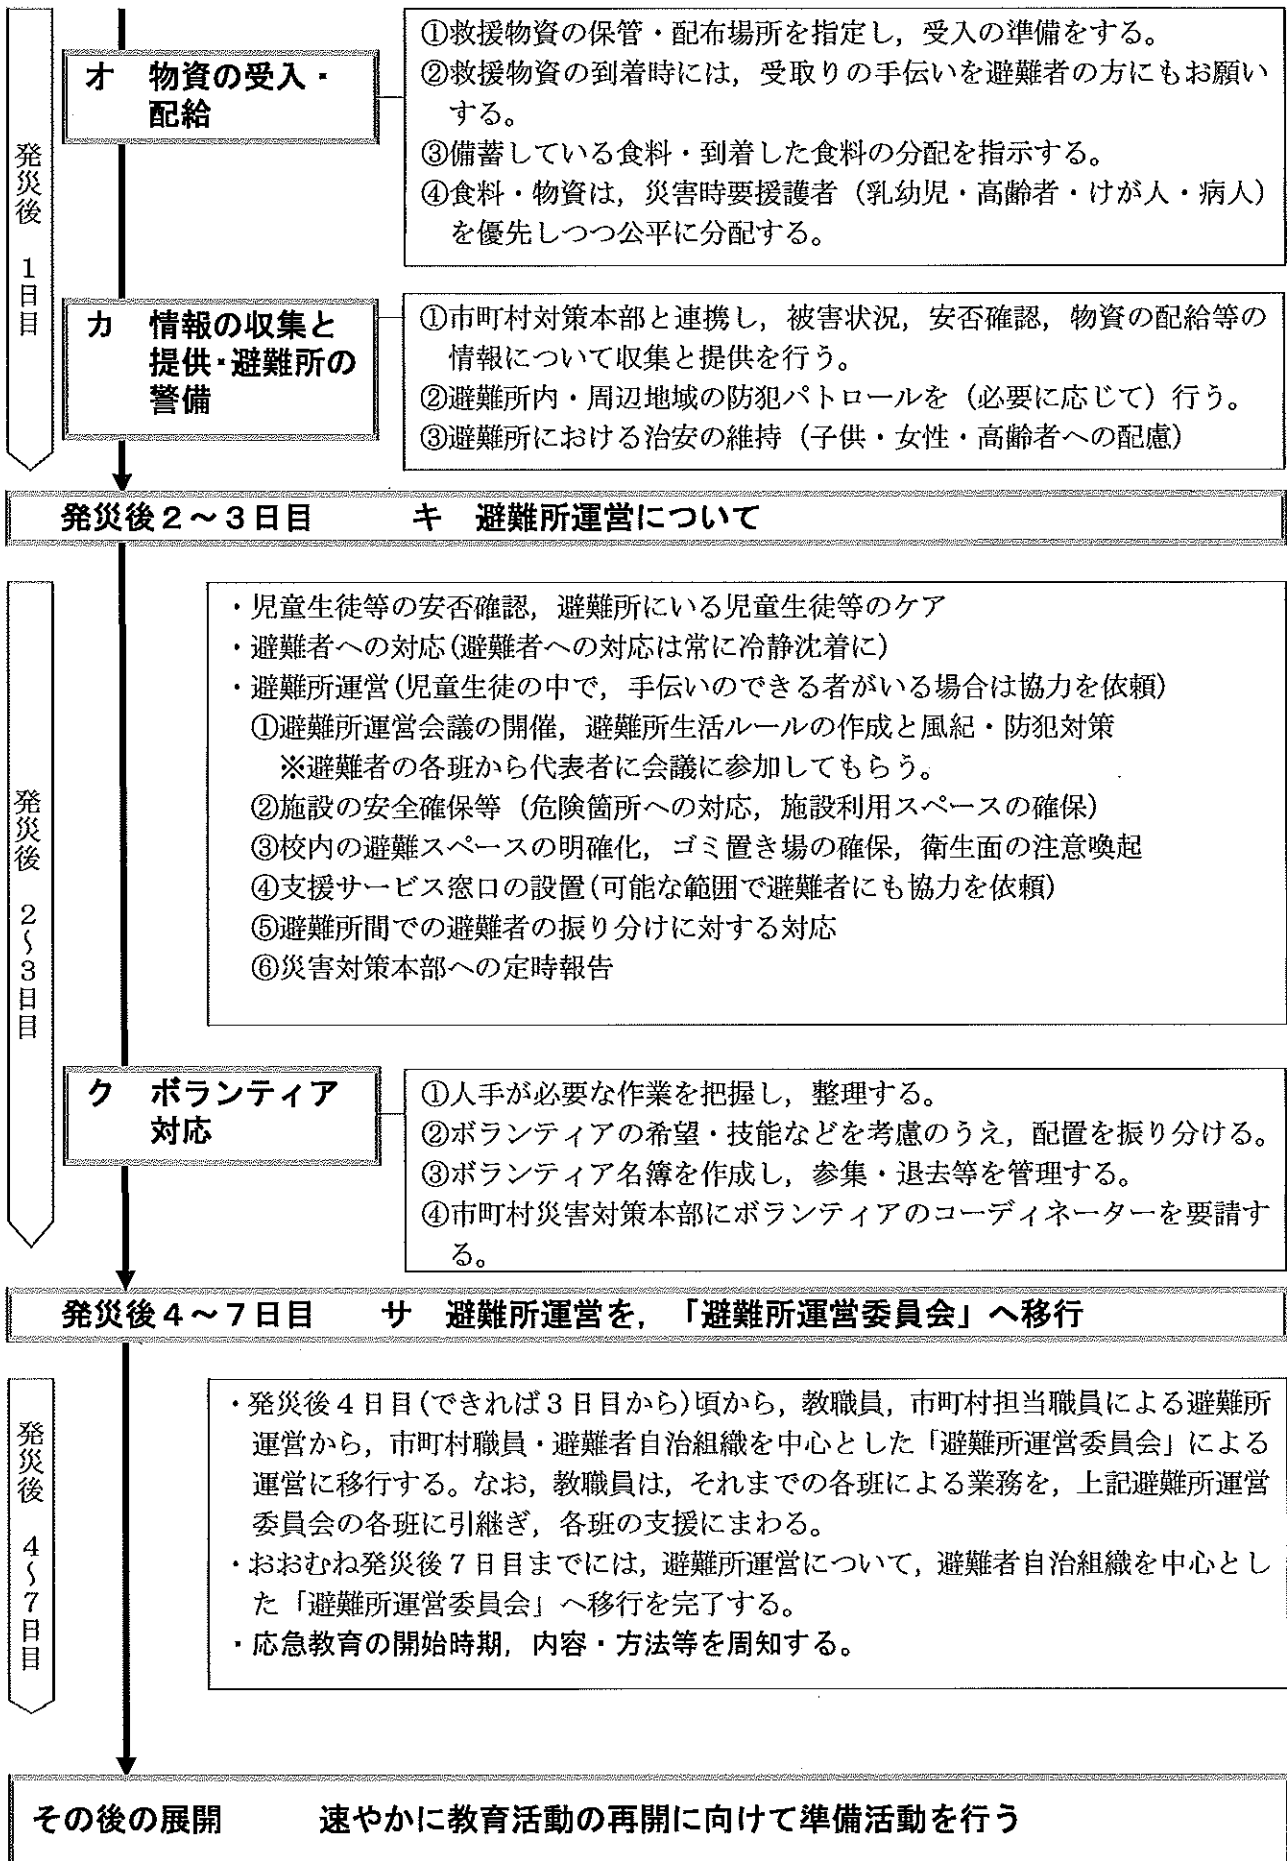 発災後 1日目
オ 物資の受入・
配給
①救援物資の保管・配布場所を指定し，受入の準備をする。
②救援物資の到着時には，受取りの手伝いを避難者の方にもお願い
する。
③備蓄している食料・到着した食料の分配を指示する。
④食料・物資は，災害時要援護者（乳幼児・高齢者・けが人・病人）
を優先しつつ公平に分配する。
カ 情報の収集と
提供・避難所の
警備
①市町村対策本部と連携し，被害状況，安否確認，物資の配給等の
情報について収集と提供を行う。
②避難所内・周辺地域の防犯パトロールを（必要に応じて）行う。
③避難所における治安の維持（子供・女性・高齢者への配慮）
発災後２～３日目 キ 避難所運営について
発災後 2～3日目
・児童生徒等の安否確認，避難所にいる児童生徒等のケア
・避難者への対応(避難者への対応は常に冷静沈着に)
・避難所運営(児童生徒の中で，手伝いのできる者がいる場合は協力を依頼)
①避難所運営会議の開催，避難所生活ルールの作成と風紀・防犯対策
※避難者の各班から代表者に会議に参加してもらう。
②施設の安全確保等（危険箇所への対応，施設利用スペースの確保）
③校内の避難スペースの明確化，ゴミ置き場の確保，衛生面の注意喚起
④支援サービス窓口の設置(可能な範囲で避難者にも協力を依頼)
⑤避難所間での避難者の振り分けに対する対応
⑥災害対策本部への定時報告
ク ボランティア
対応
①人手が必要な作業を把握し，整理する。
②ボランティアの希望・技能などを考慮のうえ，配置を振り分ける。
③ボランティア名簿を作成し，参集・退去等を管理する。
④市町村災害対策本部にボランティアのコーディネーターを要請す
る。
発災後４～７日目 サ 避難所運営を，「避難所運営委員会」へ移行
発災後 4～7日目
・発災後４日目(できれば３日目から)頃から，教職員，市町村担当職員による避難所
運営から，市町村職員・避難者自治組織を中心とした「避難所運営委員会」による
運営に移行する。なお，教職員は，それまでの各班による業務を，上記避難所運営
委員会の各班に引継ぎ，各班の支援にまわる。
・おおむね発災後７日目までには，避難所運営について，避難者自治組織を中心とし
た「避難所運営委員会」へ移行を完了する。
・応急教育の開始時期，内容・方法等を周知する。
その後の展開 速やかに教育活動の再開に向けて準備活動を行う